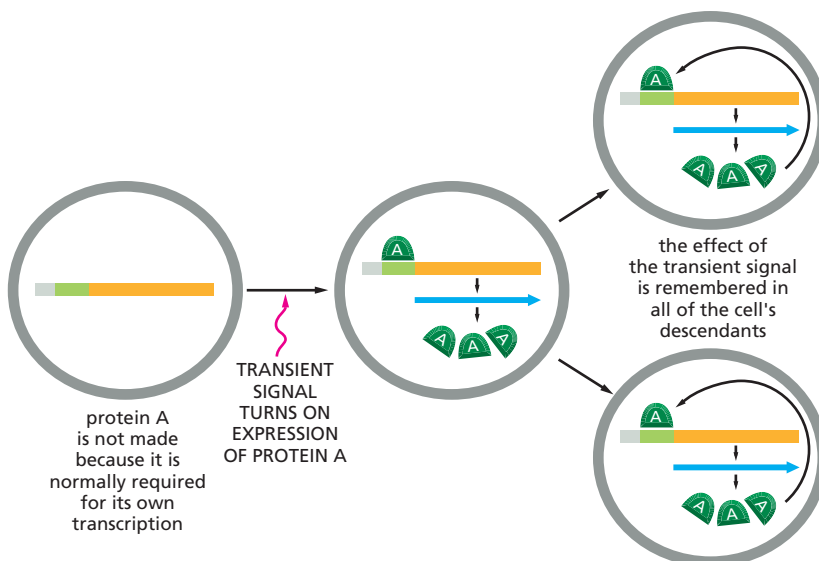 A
A
A
A
the effect of
the transient signal
is remembered in
all of the cell's
descendants
A
A
A
A
TRANSIENT
SIGNAL
TURNS ON
EXPRESSION
OF PROTEIN A
protein A
is not made
because it is
normally required
for its own
transcription
A
A
A
A